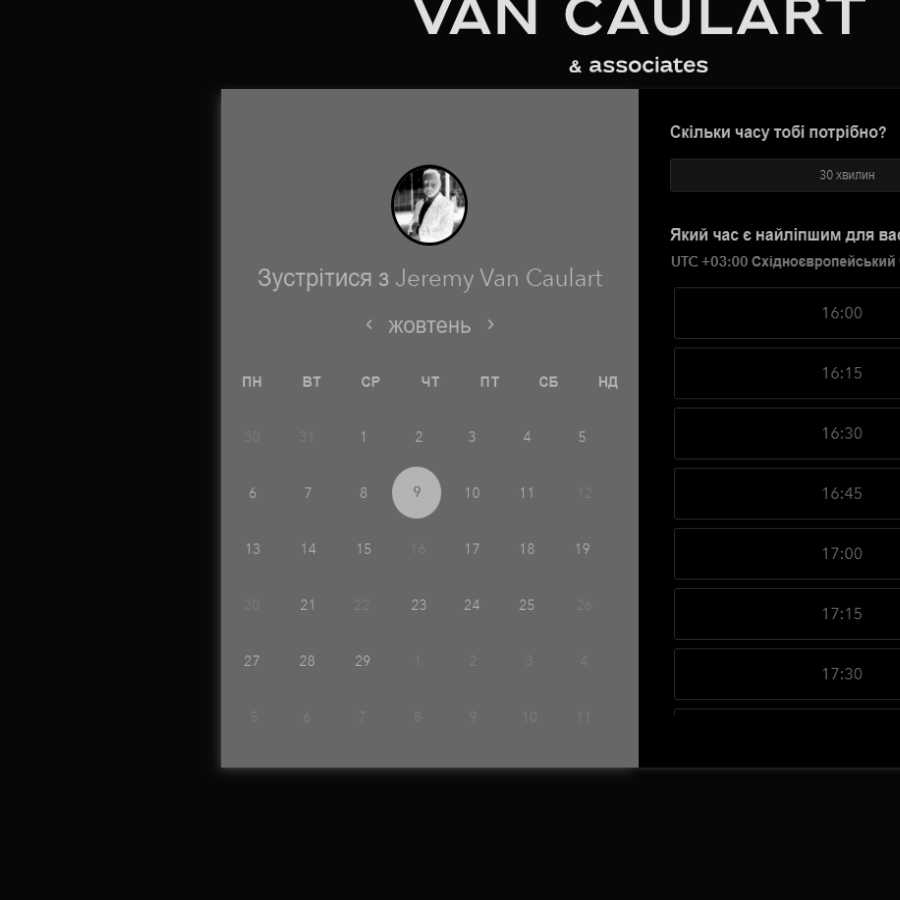 VAN CAULART
& associates
Зустрітися з Jeremy Van Caulart
‹ жовтень ›
ПН ВТ СР ЧТ ПТ СБ НД
30 31 1 2 3 4 5
6 7 8 9 10 11 12
13 14 15 16 17 18 19
20 21 22 23 24 25 26
27 28 29 1 2 3 4
5 6 7 8 9 10 11
Скільки часу тобі потрібно?
30 хвилин
Який час є найліпшим для
UTC +03:00 Східноєвропейський
16:00
16:15
16:30
16:45
17:00
17:15
17:30